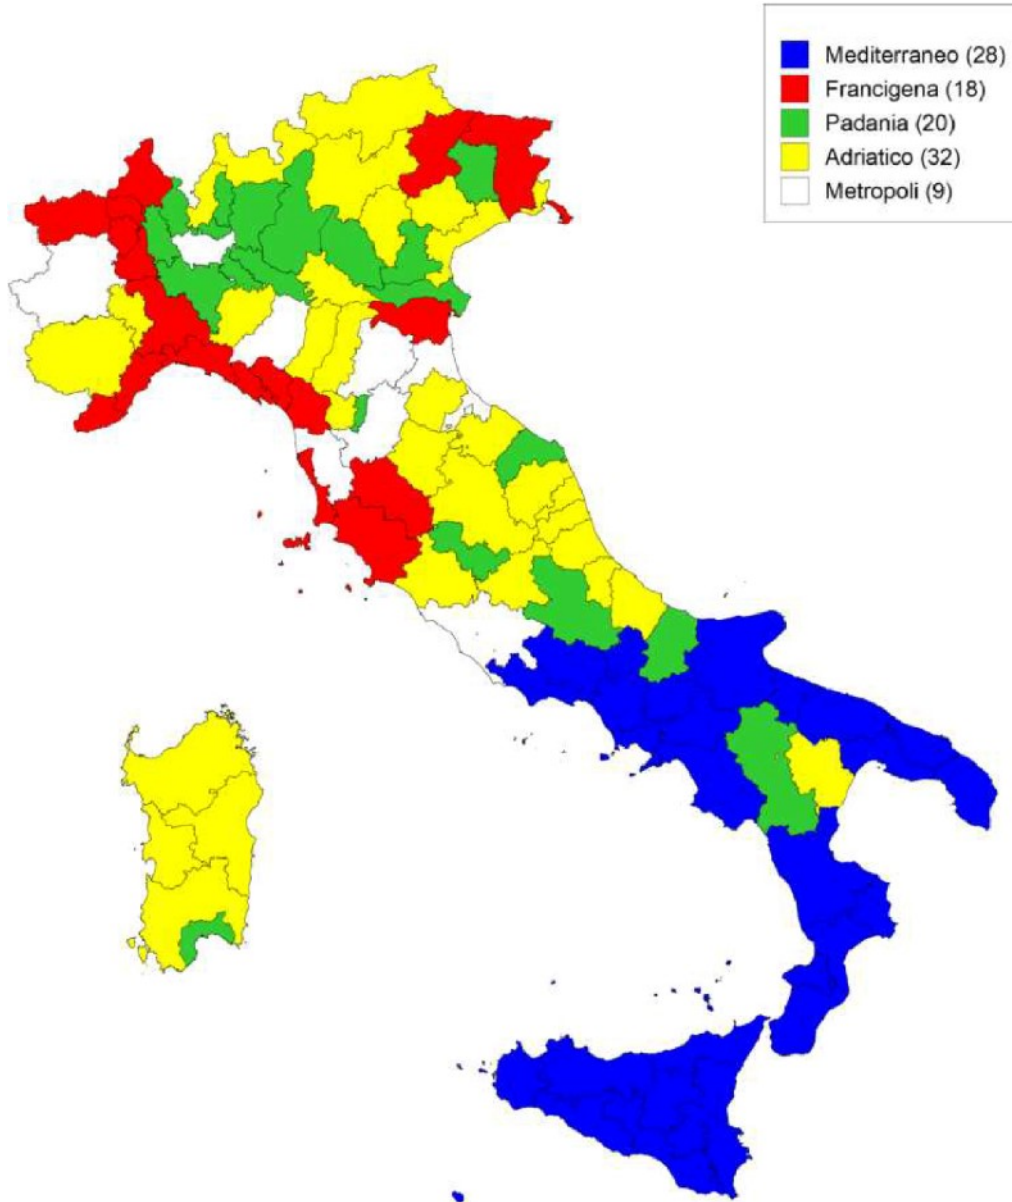 Mediterraneo (28)
Francigena (18)
Padania (20)
Adriatico (32)
Metropoli (9)